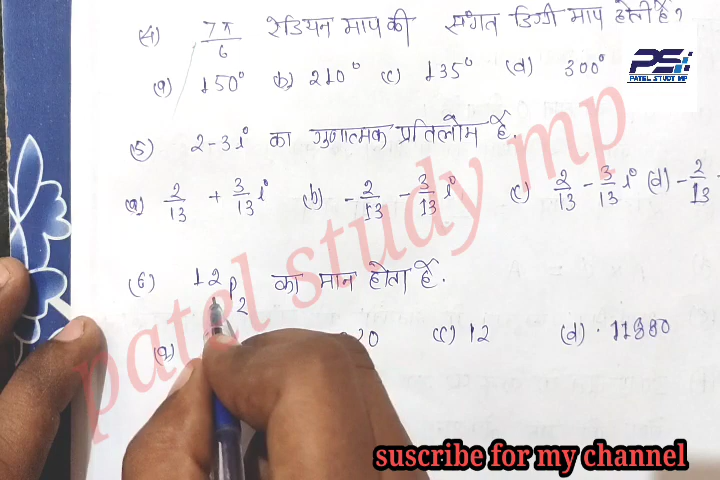 (4) 7π/6 रेडियन माप की संगत डिग्री माप होती है?
(a) 150° (b) 210° (c) 135° (d) 300°
PS
PATEL STUDY MP
(5) 2-3i का गुणात्मक प्रतिलोम है.
(a) 2/13 + 3/13 i (b) -2/13 - 3/13 i (c) 2/13 - 3/13 i (d) -2/13
(6) 12P2 का मान होता है.
(a) (c) 12 (d) 11880
patel study mp
suscribe for my channel